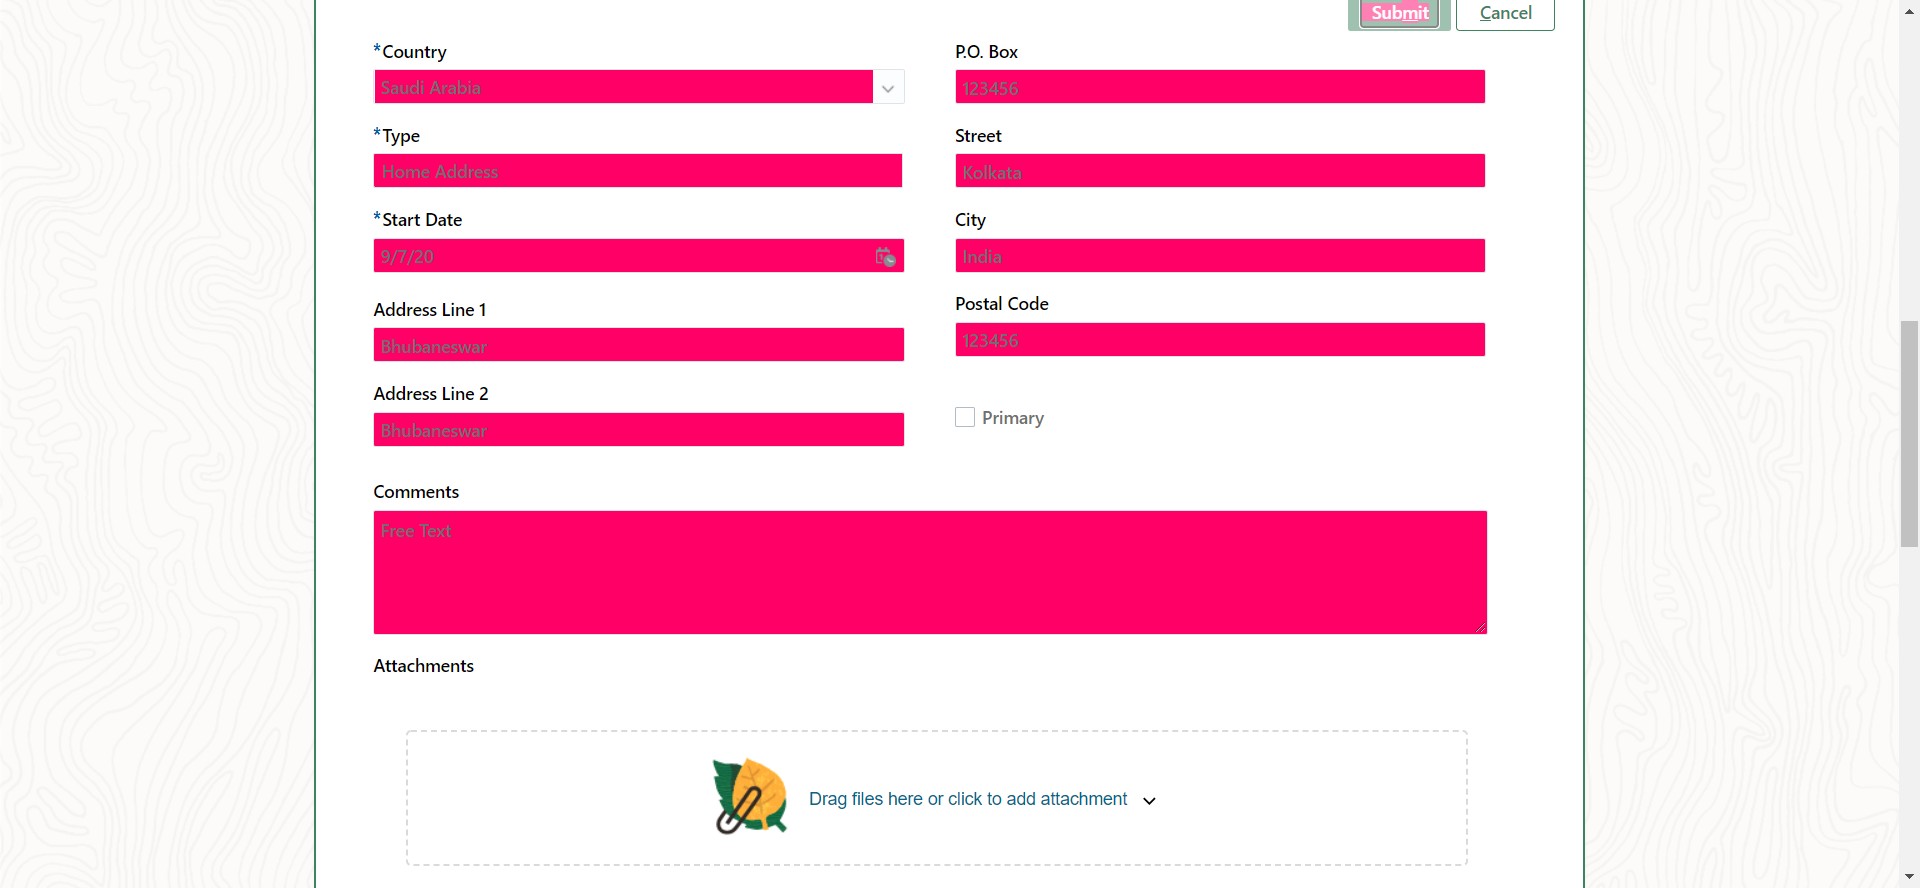 Submit
Cancel
*Country
Saudi Arabia
P.O. Box
123456
*Type
Home Address
Street
Kolkata
*Start Date
9/7/20
City
India
Address Line 1
Bhubaneswar
Postal Code
123456
Address Line 2
Bhubaneswar
Primary
Comments
Free Text
Attachments
Drag files here or click to add attachment